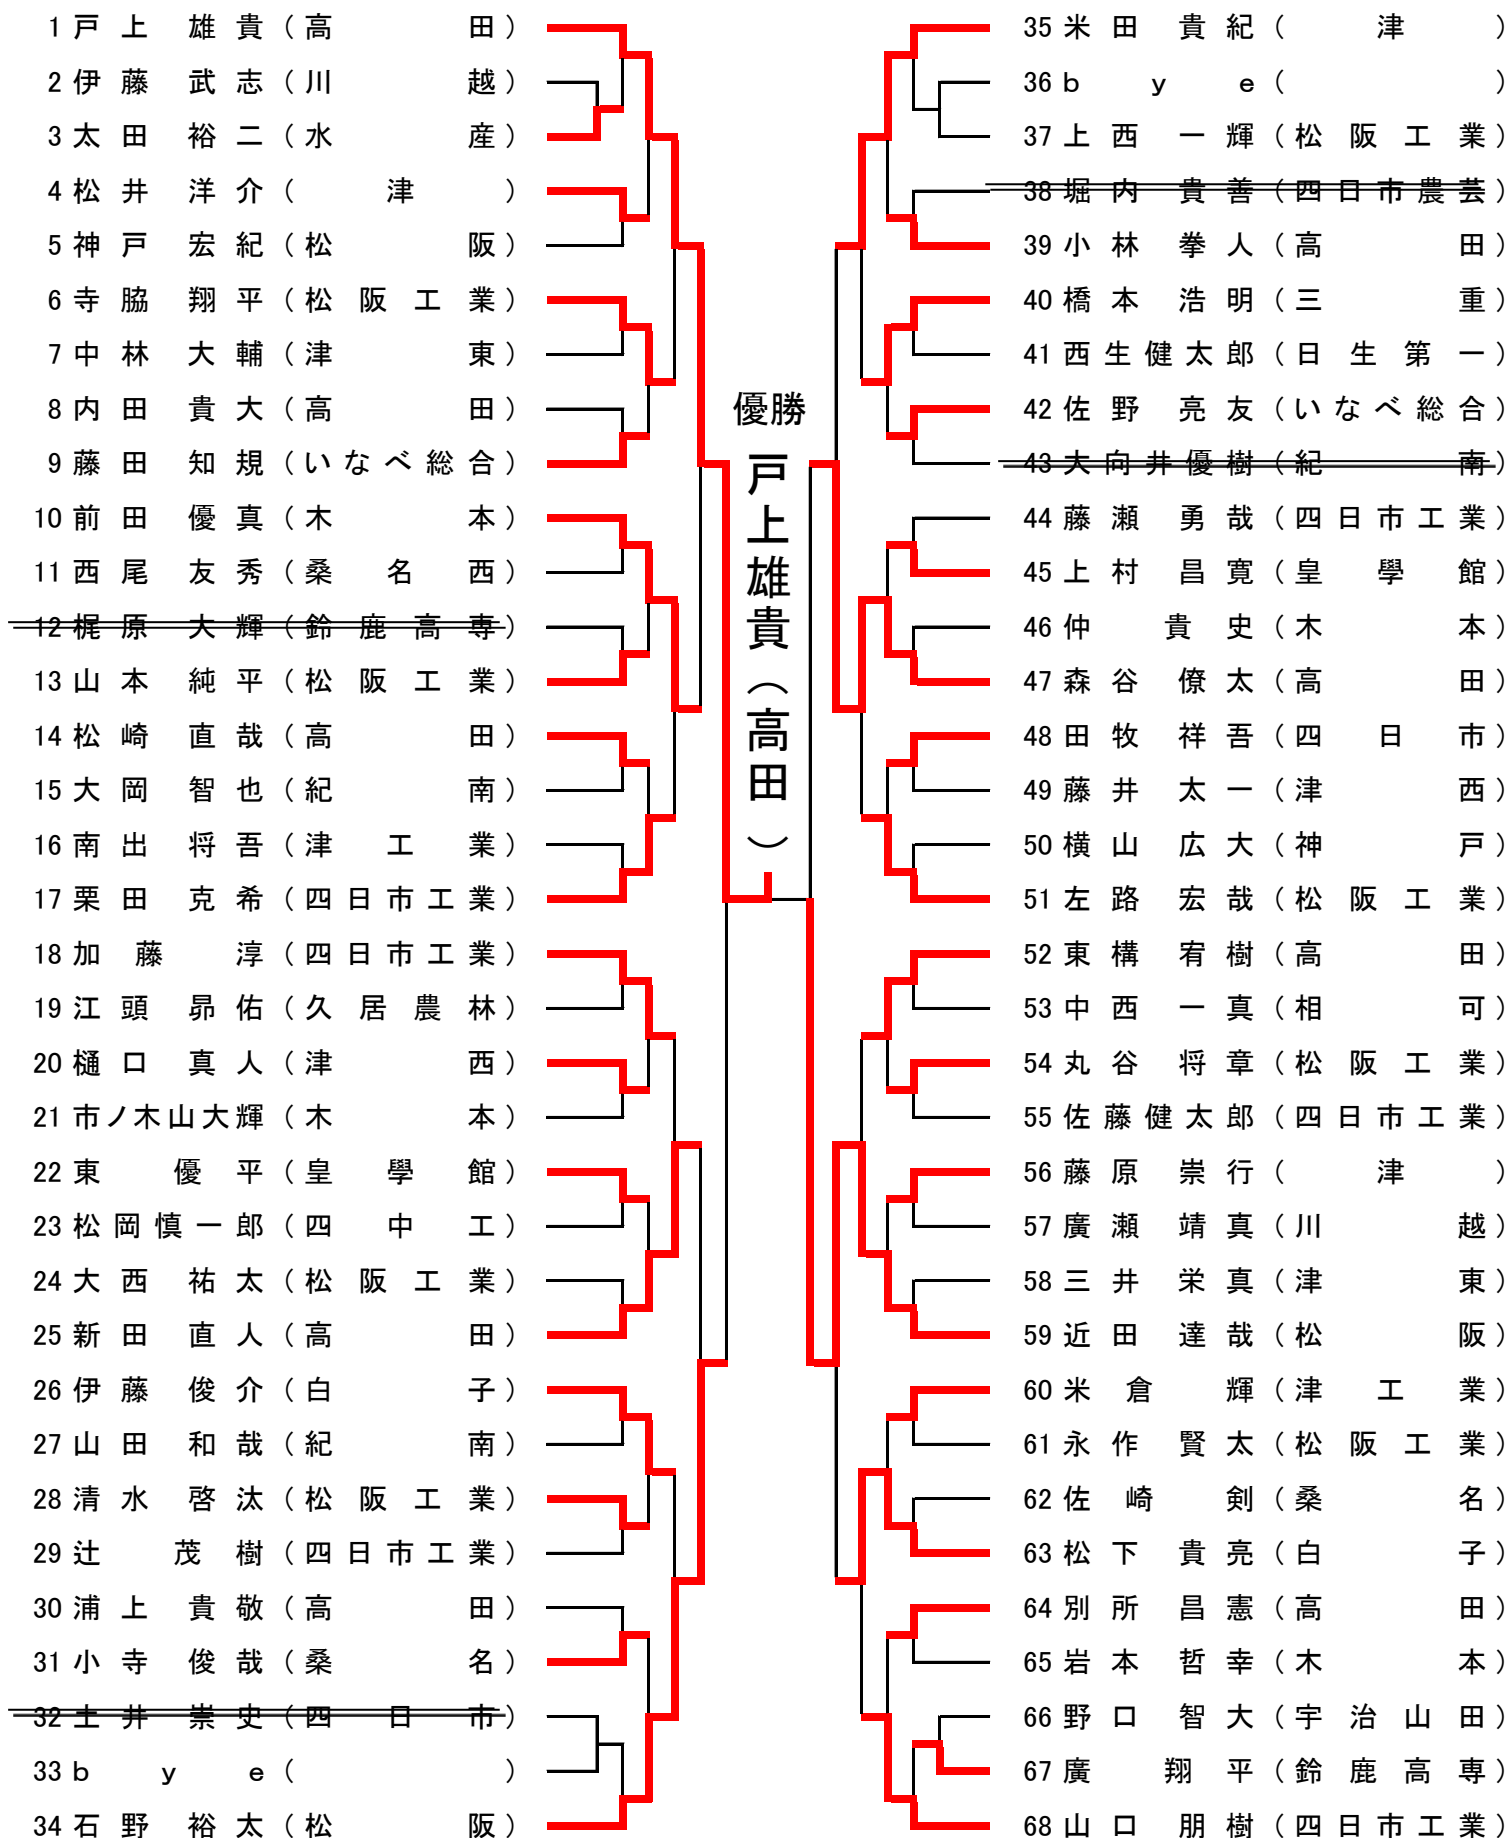 1 戸上 雄貴（高田）
2 伊藤 武志（川越）
3 太田 裕二（水産）
4 松井 洋介（津）
5 神戸 宏紀（松阪）
6 寺脇 翔平（松阪工業）
7 中林 大輔（津東）
8 内田 貴大（高田）
9 藤田 知規（いなべ総合）
10 前田 優真（木本）
11 西尾 友秀（桑名西）
12 梶原 大輝（鈴鹿高専）
13 山本 純平（松阪工業）
14 松崎 直哉（高田）
15 大岡 智也（紀南）
16 南出 将吾（津工業）
17 栗田 克希（四日市工業）
18 加藤 淳（四日市工業）
19 江頭 昴佑（久居農林）
20 樋口 真人（津西）
21 市ノ木山大輝（木本）
22 東 優平（皇學館）
23 松岡慎一郎（四中工）
24 大西 祐太（松阪工業）
25 新田 直人（高田）
26 伊藤 俊介（白子）
27 山田 和哉（紀南）
28 清水 啓汰（松阪工業）
29 辻 茂樹（四日市工業）
30 浦上 貴敬（高田）
31 小寺 俊哉（桑名）
32 土井 崇史（四日市）
33 bye（ ）
34 石野 裕太（松阪）
優勝
戸上雄貴（高田）
35 米田 貴紀（津）
36 bye（ ）
37 上西 一輝（松阪工業）
38 堀内 貴善（四日市農芸）
39 小林 拳人（高田）
40 橋本 浩明（三重）
41 西生健太郎（日生第一）
42 佐野 亮友（いなべ総合）
43 大向井優樹（紀南）
44 藤瀬 勇哉（四日市工業）
45 上村 昌寛（皇學館）
46 仲 貴史（木本）
47 森谷 僚太（高田）
48 田牧 祥吾（四日市）
49 藤井 太一（津西）
50 横山 広大（神戸）
51 左路 宏哉（松阪工業）
52 東構 宥樹（高田）
53 中西 一真（相可）
54 丸谷 将章（松阪工業）
55 佐藤健太郎（四日市工業）
56 藤原 崇行（津）
57 廣瀬 靖真（川越）
58 三井 栄真（津東）
59 近田 達哉（松阪）
60 米倉 輝（津工業）
61 永作 賢太（松阪工業）
62 佐崎 剣（桑名）
63 松下 貴亮（白子）
64 別所 昌憲（高田）
65 岩本 哲幸（木本）
66 野口 智大（宇治山田）
67 廣 翔平（鈴鹿高専）
68 山口 朋樹（四日市工業）